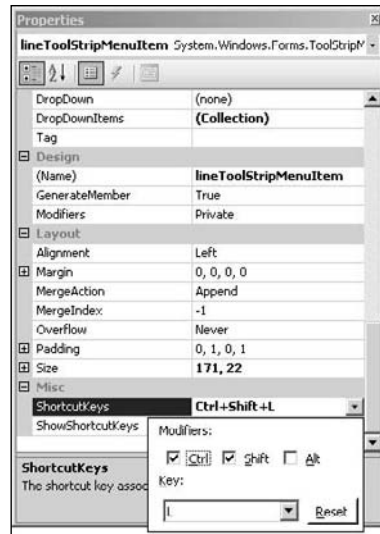 Properties
lineToolStripMenuItem System.Windows.Forms.ToolStripM
DropDown (none)
DropDownItems (Collection)
Tag
Design
(Name) lineToolStripMenuItem
GenerateMember True
Modifiers Private
Layout
Alignment Left
Margin 0, 0, 0, 0
MergeAction Append
MergeIndex -1
Overflow Never
Padding 0, 1, 0, 1
Size 171, 22
Misc
ShortcutKeys Ctrl+Shift+L
ShowShortcutKeys
Modifiers:
Ctrl Shift Alt
Key:
L Reset
ShortcutKeys
The shortcut key assoc